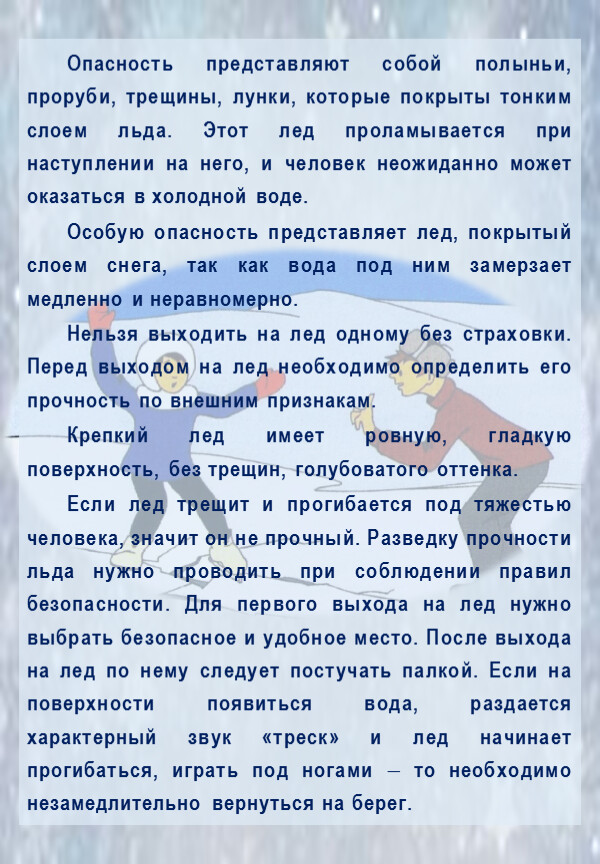 Опасность представляют собой полыньи,
проруби, трещины, лунки, которые покрыты тонким
слоем льда. Этот лед проламывается при
наступлении на него, и человек неожиданно может
оказаться в холодной воде.
Особую опасность представляет лед, покрытый
слоем снега, так как вода под ним замерзает
медленно и неравномерно.
Нельзя выходить на лед одному без страховки.
Перед выходом на лед необходимо определить его
прочность по внешним признакам.
Крепкий лед имеет ровную, гладкую
поверхность, без трещин, голубоватого оттенка.
Если лед трещит и прогибается под тяжестью
человека, значит он не прочный. Разведку прочности
льда нужно проводить при соблюдении правил
безопасности. Для первого выхода на лед нужно
выбрать безопасное и удобное место. После выхода
на лед по нему следует постучать палкой. Если на
поверхности появиться вода, раздается
характерный звук «треск» и лед начинает
прогибаться, играть под ногами – то необходимо
незамедлительно вернуться на берег.